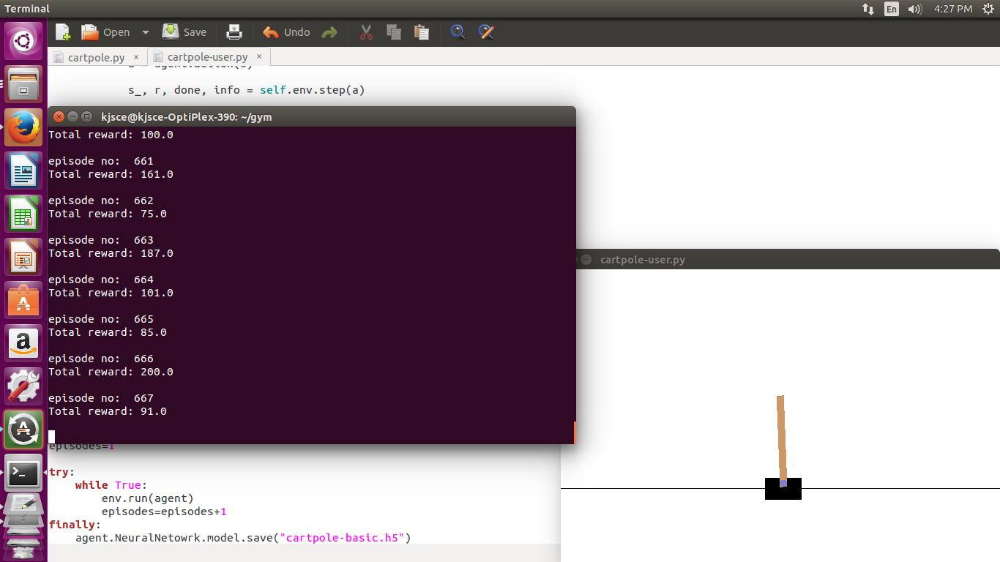 Terminal
En
4:27 PM
Open
Save
Undo
cartpole.py ×
cartpole-user.py ×
s_, r, done, info = self.env.step(a)
kjsce@kjsce-OptiPlex-390: ~/gym
Total reward: 100.0
episode no:  661
Total reward: 161.0
episode no:  662
Total reward: 75.0
episode no:  663
Total reward: 187.0
episode no:  664
Total reward: 101.0
episode no:  665
Total reward: 85.0
episode no:  666
Total reward: 200.0
episode no:  667
Total reward: 91.0
cartpole-user.py
episodes=1
try:
    while True:
        env.run(agent)
        episodes=episodes+1
finally:
    agent.NeuralNetowrk.model.save("cartpole-basic.h5")